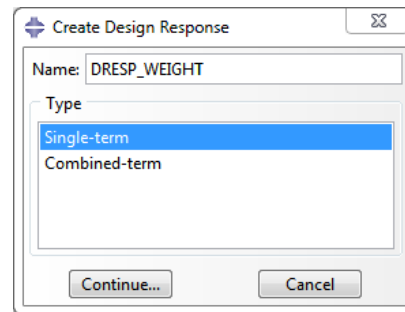 Create Design Response
Name: DRESP_WEIGHT
Type
Single-term
Combined-term
Continue... Cancel